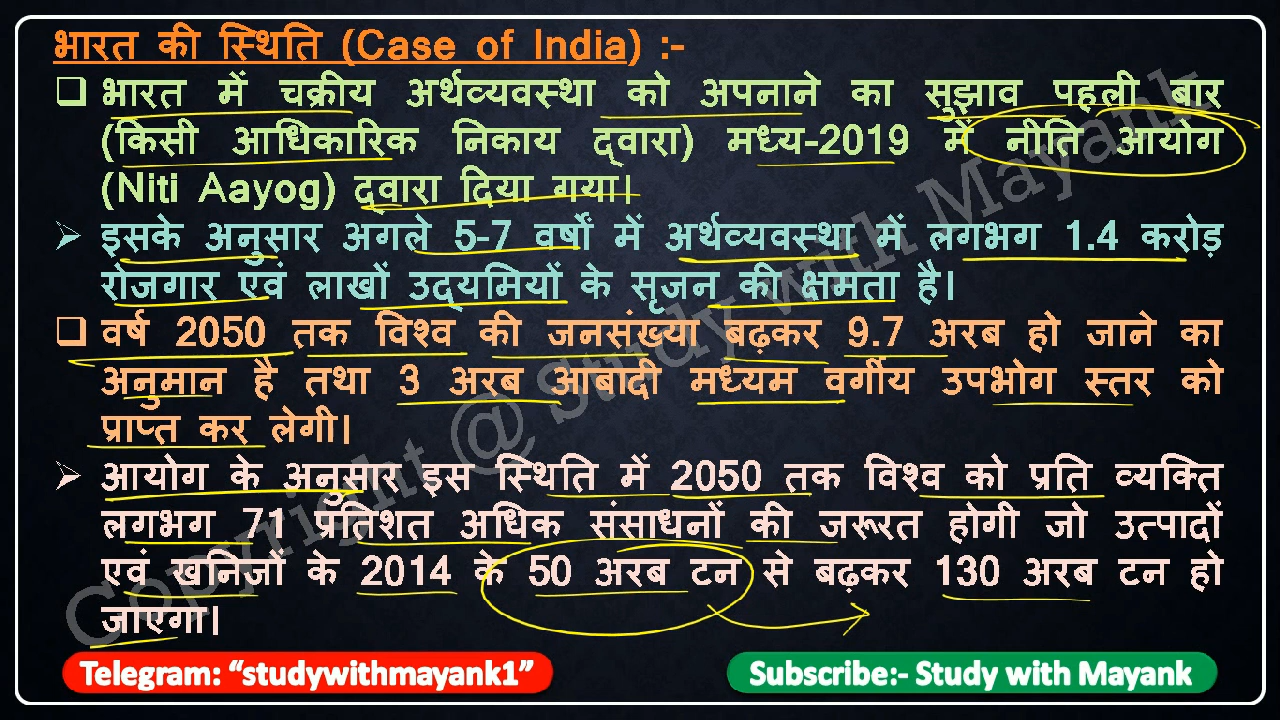 भारत की स्थिति (Case of India) :-
❑ भारत में चक्रीय अर्थव्यवस्था को अपनाने का सुझाव पहली बार
(किसी आधिकारिक निकाय द्वारा) मध्य-2019 में नीति आयोग
(Niti Aayog) द्वारा दिया गया।
➢ इसके अनुसार अगले 5-7 वर्षों में अर्थव्यवस्था में लगभग 1.4 करोड़
रोजगार एवं लाखों उद्यमियों के सृजन की क्षमता है।
❑ वर्ष 2050 तक विश्व की जनसंख्या बढ़कर 9.7 अरब हो जाने का
अनुमान है तथा 3 अरब आबादी मध्यम वर्गीय उपभोग स्तर को
प्राप्त कर लेगी।
➢ आयोग के अनुसार इस स्थिति में 2050 तक विश्व को प्रति व्यक्ति
लगभग 71 प्रतिशत अधिक संसाधनों की जरूरत होगी जो उत्पादों
एवं खनिजों के 2014 के 50 अरब टन से बढ़कर 130 अरब टन हो
जाएगा।
Copyright @ Study with Mayank
Telegram: “studywithmayank1”
Subscribe:- Study with Mayank